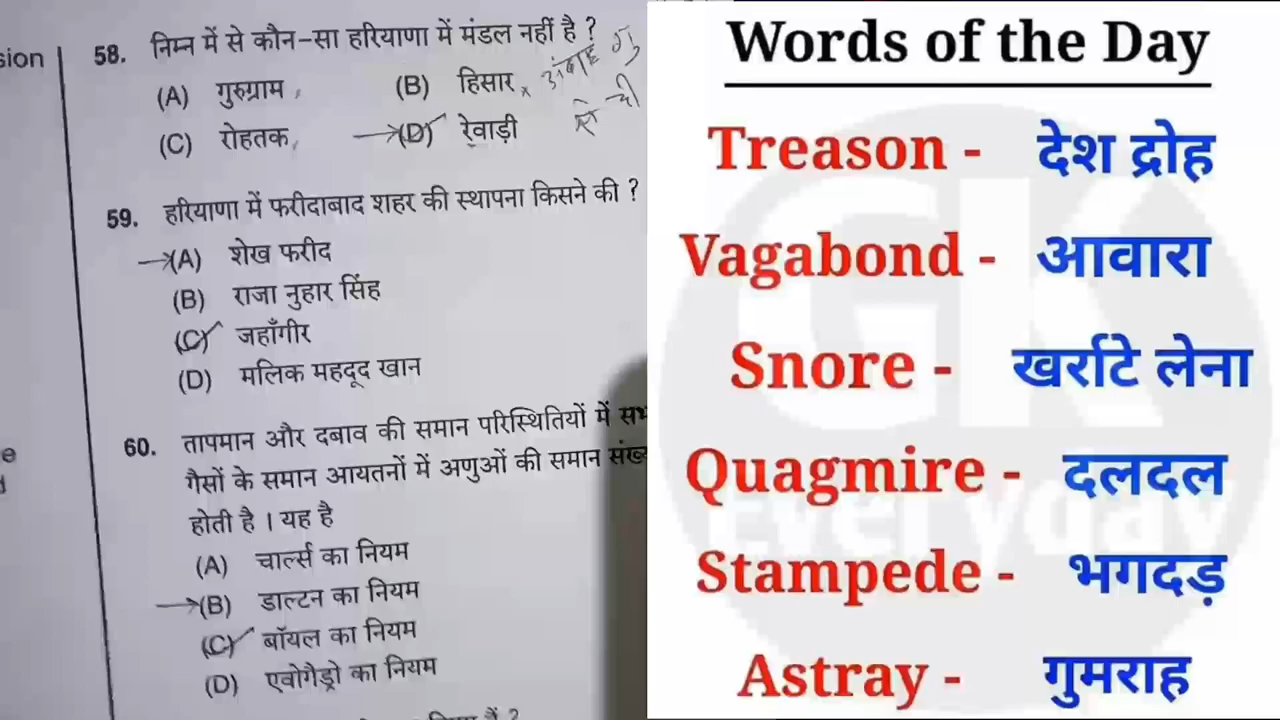 sion
58. निम्न में से कौन-सा हरियाणा में मंडल नहीं है ?
(A) गुरुग्राम (B) हिसार
(C) रोहतक (D) रेवाड़ी
59. हरियाणा में फरीदाबाद शहर की स्थापना किसने की ?
(A) शेख फरीद
(B) राजा नुहार सिंह
(C) जहाँगीर
(D) मलिक महदूद खान
60. तापमान और दबाव की समान परिस्थितियों में
गैसों के समान आयतनों में अणुओं की समान
होती है । यह है
(A) चार्ल्स का नियम
(B) डाल्टन का नियम
(C) बॉयल का नियम
(D) एवोगैड्रो का नियम
Words of the Day
Treason - देश द्रोह
Vagabond - आवारा
Snore - खर्राटे लेना
Quagmire - दलदल
Stampede - भगदड़
Astray - गुमराह
GK
Everyday